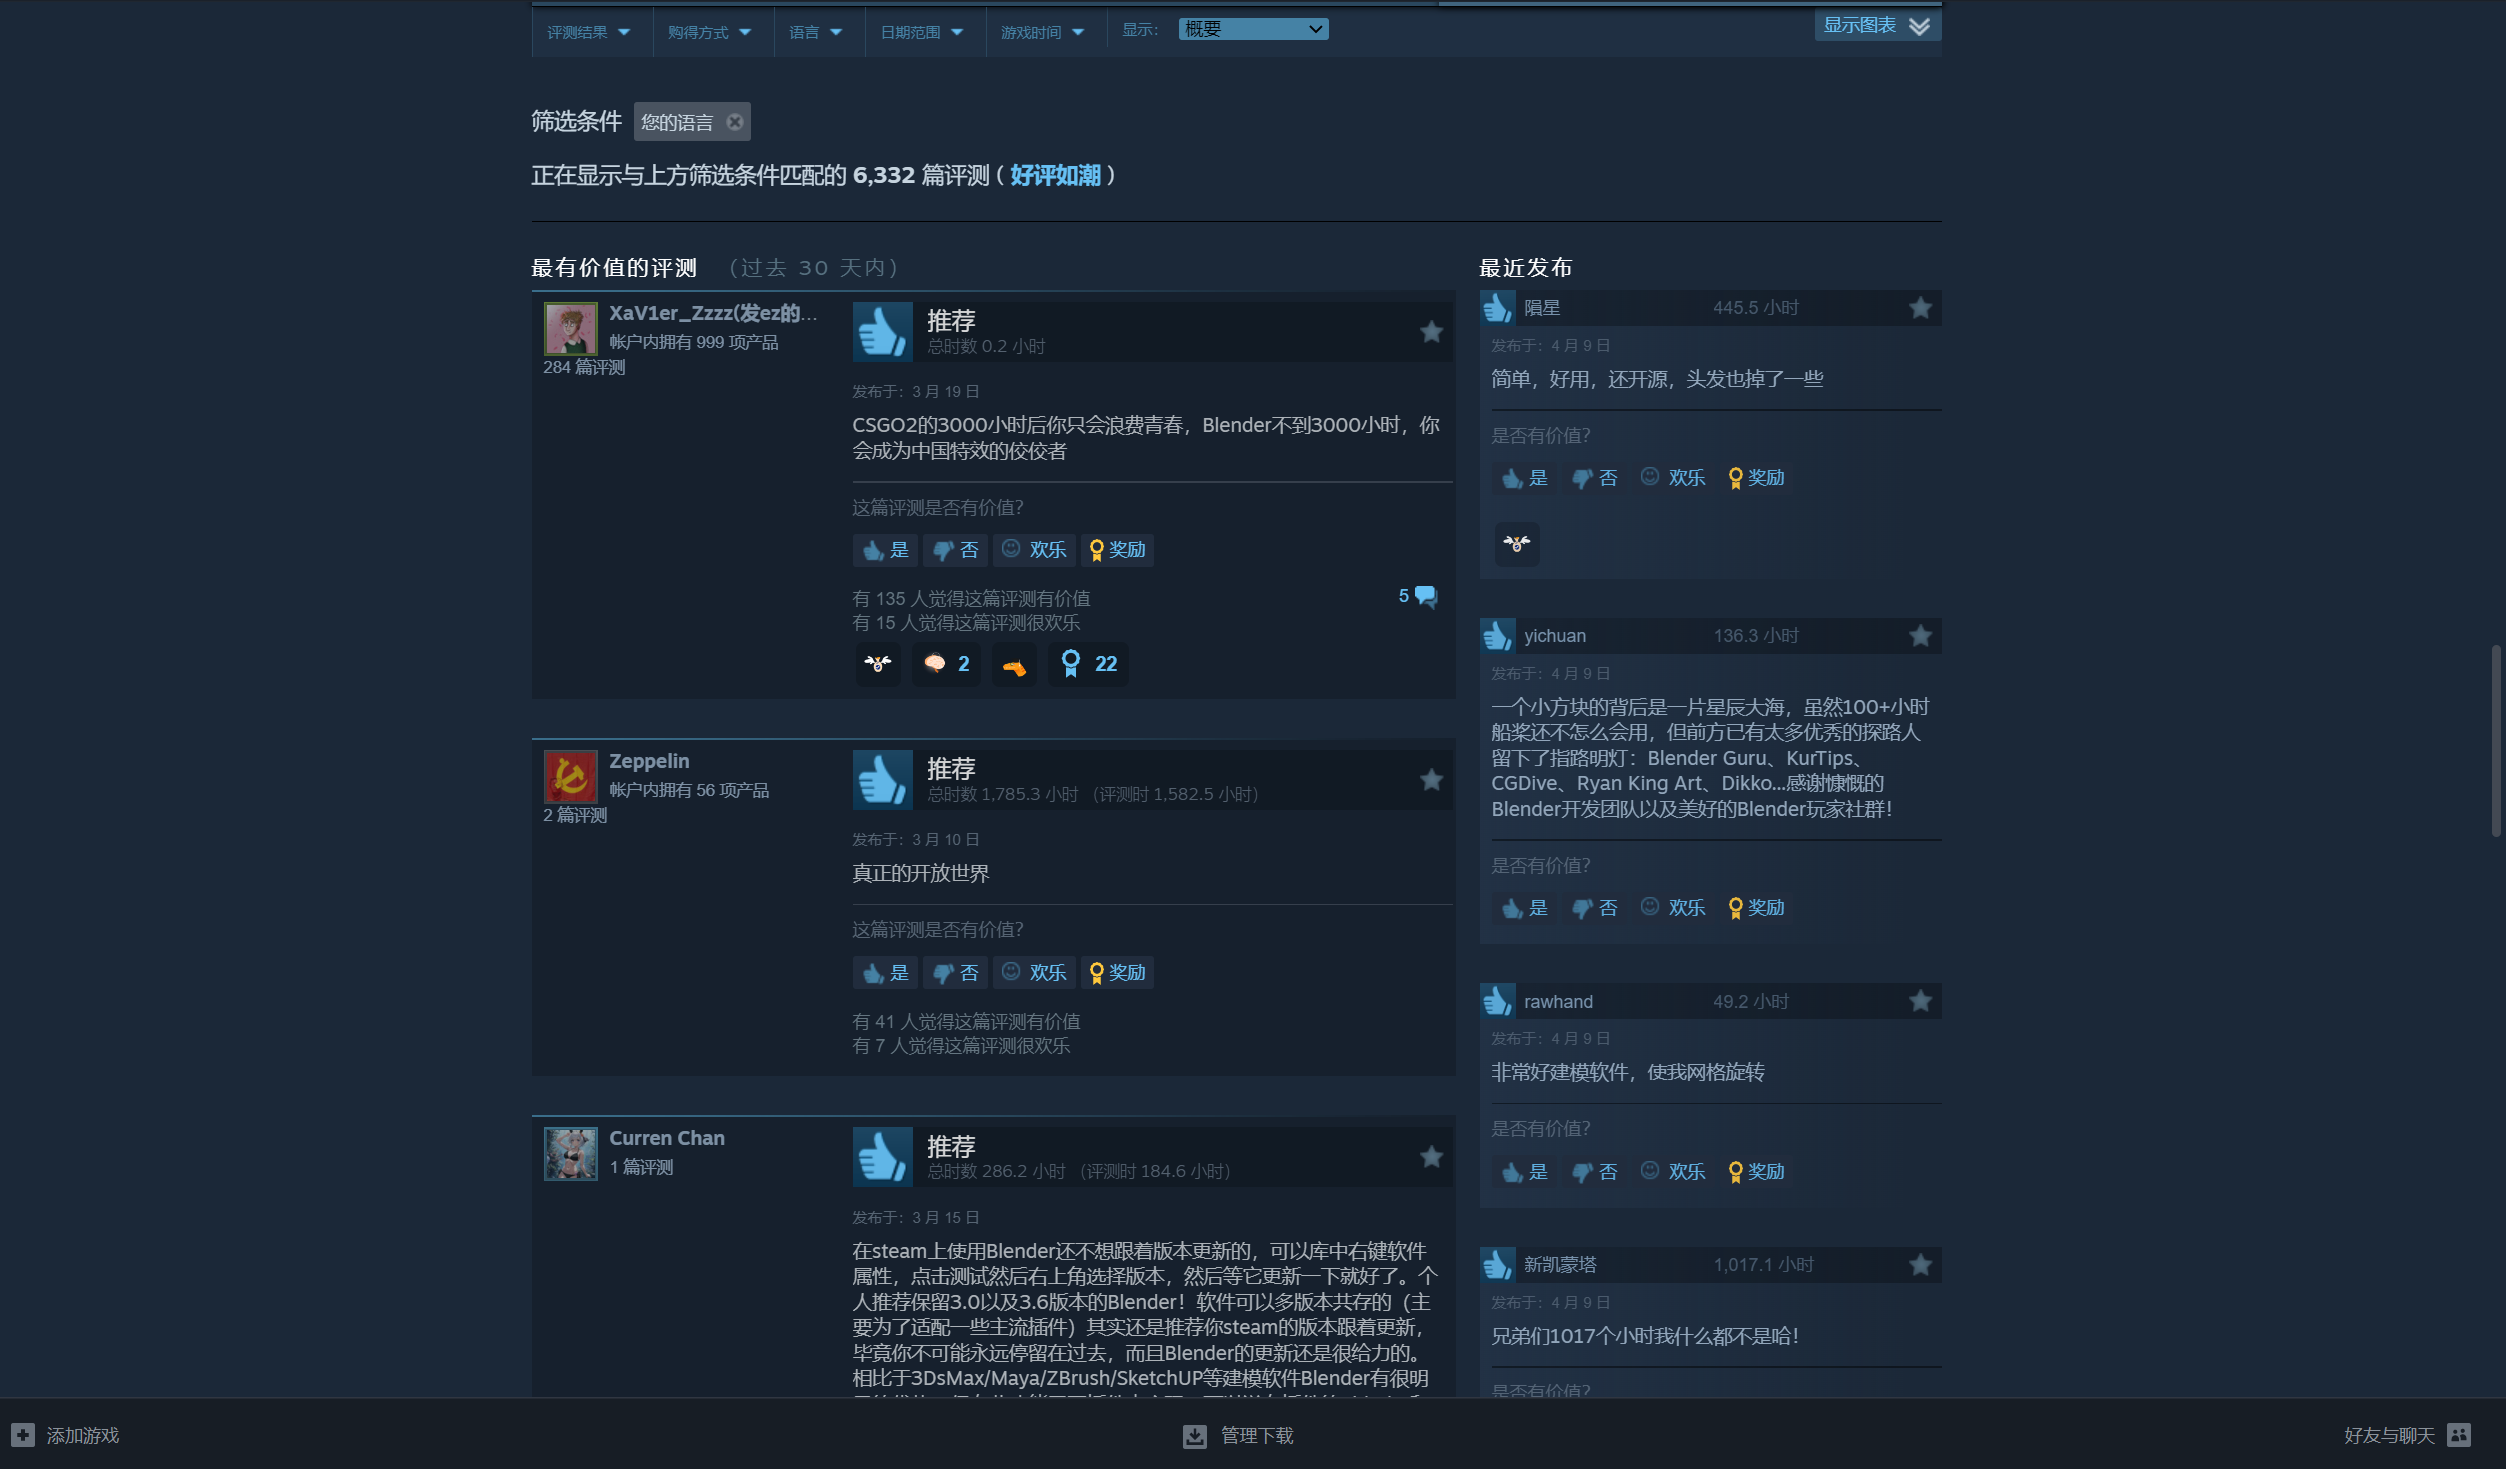 评测结果
购得方式
语言
日期范围
游戏时间
显示：
概要
显示图表
筛选条件
您的语言
正在显示与上方筛选条件匹配的 6,332 篇评测 ( 好评如潮 )
最有价值的评测 （过去 30 天内）
XaV1er_Zzzz(发ez的...
帐户内拥有 999 项产品
284 篇评测
推荐
总时数 0.2 小时
发布于：3 月 19 日
CSGO2的3000小时后你只会浪费青春，Blender不到3000小时，你
会成为中国特效的佼佼者
这篇评测是否有价值？
是 否 欢乐 奖励
有 135 人觉得这篇评测有价值
有 15 人觉得这篇评测很欢乐
5
2
22
Zeppelin
帐户内拥有 56 项产品
2 篇评测
推荐
总时数 1,785.3 小时 （评测时 1,582.5 小时）
发布于：3 月 10 日
真正的开放世界
这篇评测是否有价值？
是 否 欢乐 奖励
有 41 人觉得这篇评测有价值
有 7 人觉得这篇评测很欢乐
Curren Chan
1 篇评测
推荐
总时数 286.2 小时 （评测时 184.6 小时）
发布于：3 月 15 日
在steam上使用Blender还不想跟着版本更新的，可以库中右键软件
属性，点击测试然后右上角选择版本，然后等它更新一下就好了。个
人推荐保留3.0以及3.6版本的Blender！软件可以多版本共存的（主
要为了适配一些主流插件）其实还是推荐你steam的版本跟着更新，
毕竟你不可能永远停留在过去，而且Blender的更新还是很给力的。
相比于3DsMax/Maya/ZBrush/SketchUP等建模软件Blender有很明
最近发布
隕星
445.5 小时
发布于：4 月 9 日
简单，好用，还开源，头发也掉了一些
是否有价值？
是 否 欢乐 奖励
yichuan
136.3 小时
发布于：4 月 9 日
一个小方块的背后是一片星辰大海，虽然100+小时
船桨还不怎么会用，但前方已有太多优秀的探路人
留下了指路明灯：Blender Guru、KurTips、
CGDive、Ryan King Art、Dikko...感谢慷慨的
Blender开发团队以及美好的Blender玩家社群！
是否有价值？
是 否 欢乐 奖励
rawhand
49.2 小时
发布于：4 月 9 日
非常好建模软件，使我网格旋转
是否有价值？
是 否 欢乐 奖励
新凯蒙塔
1,017.1 小时
发布于：4 月 9 日
兄弟们1017个小时我什么都不是哈！
是否有价值？
添加游戏
管理下载
好友与聊天